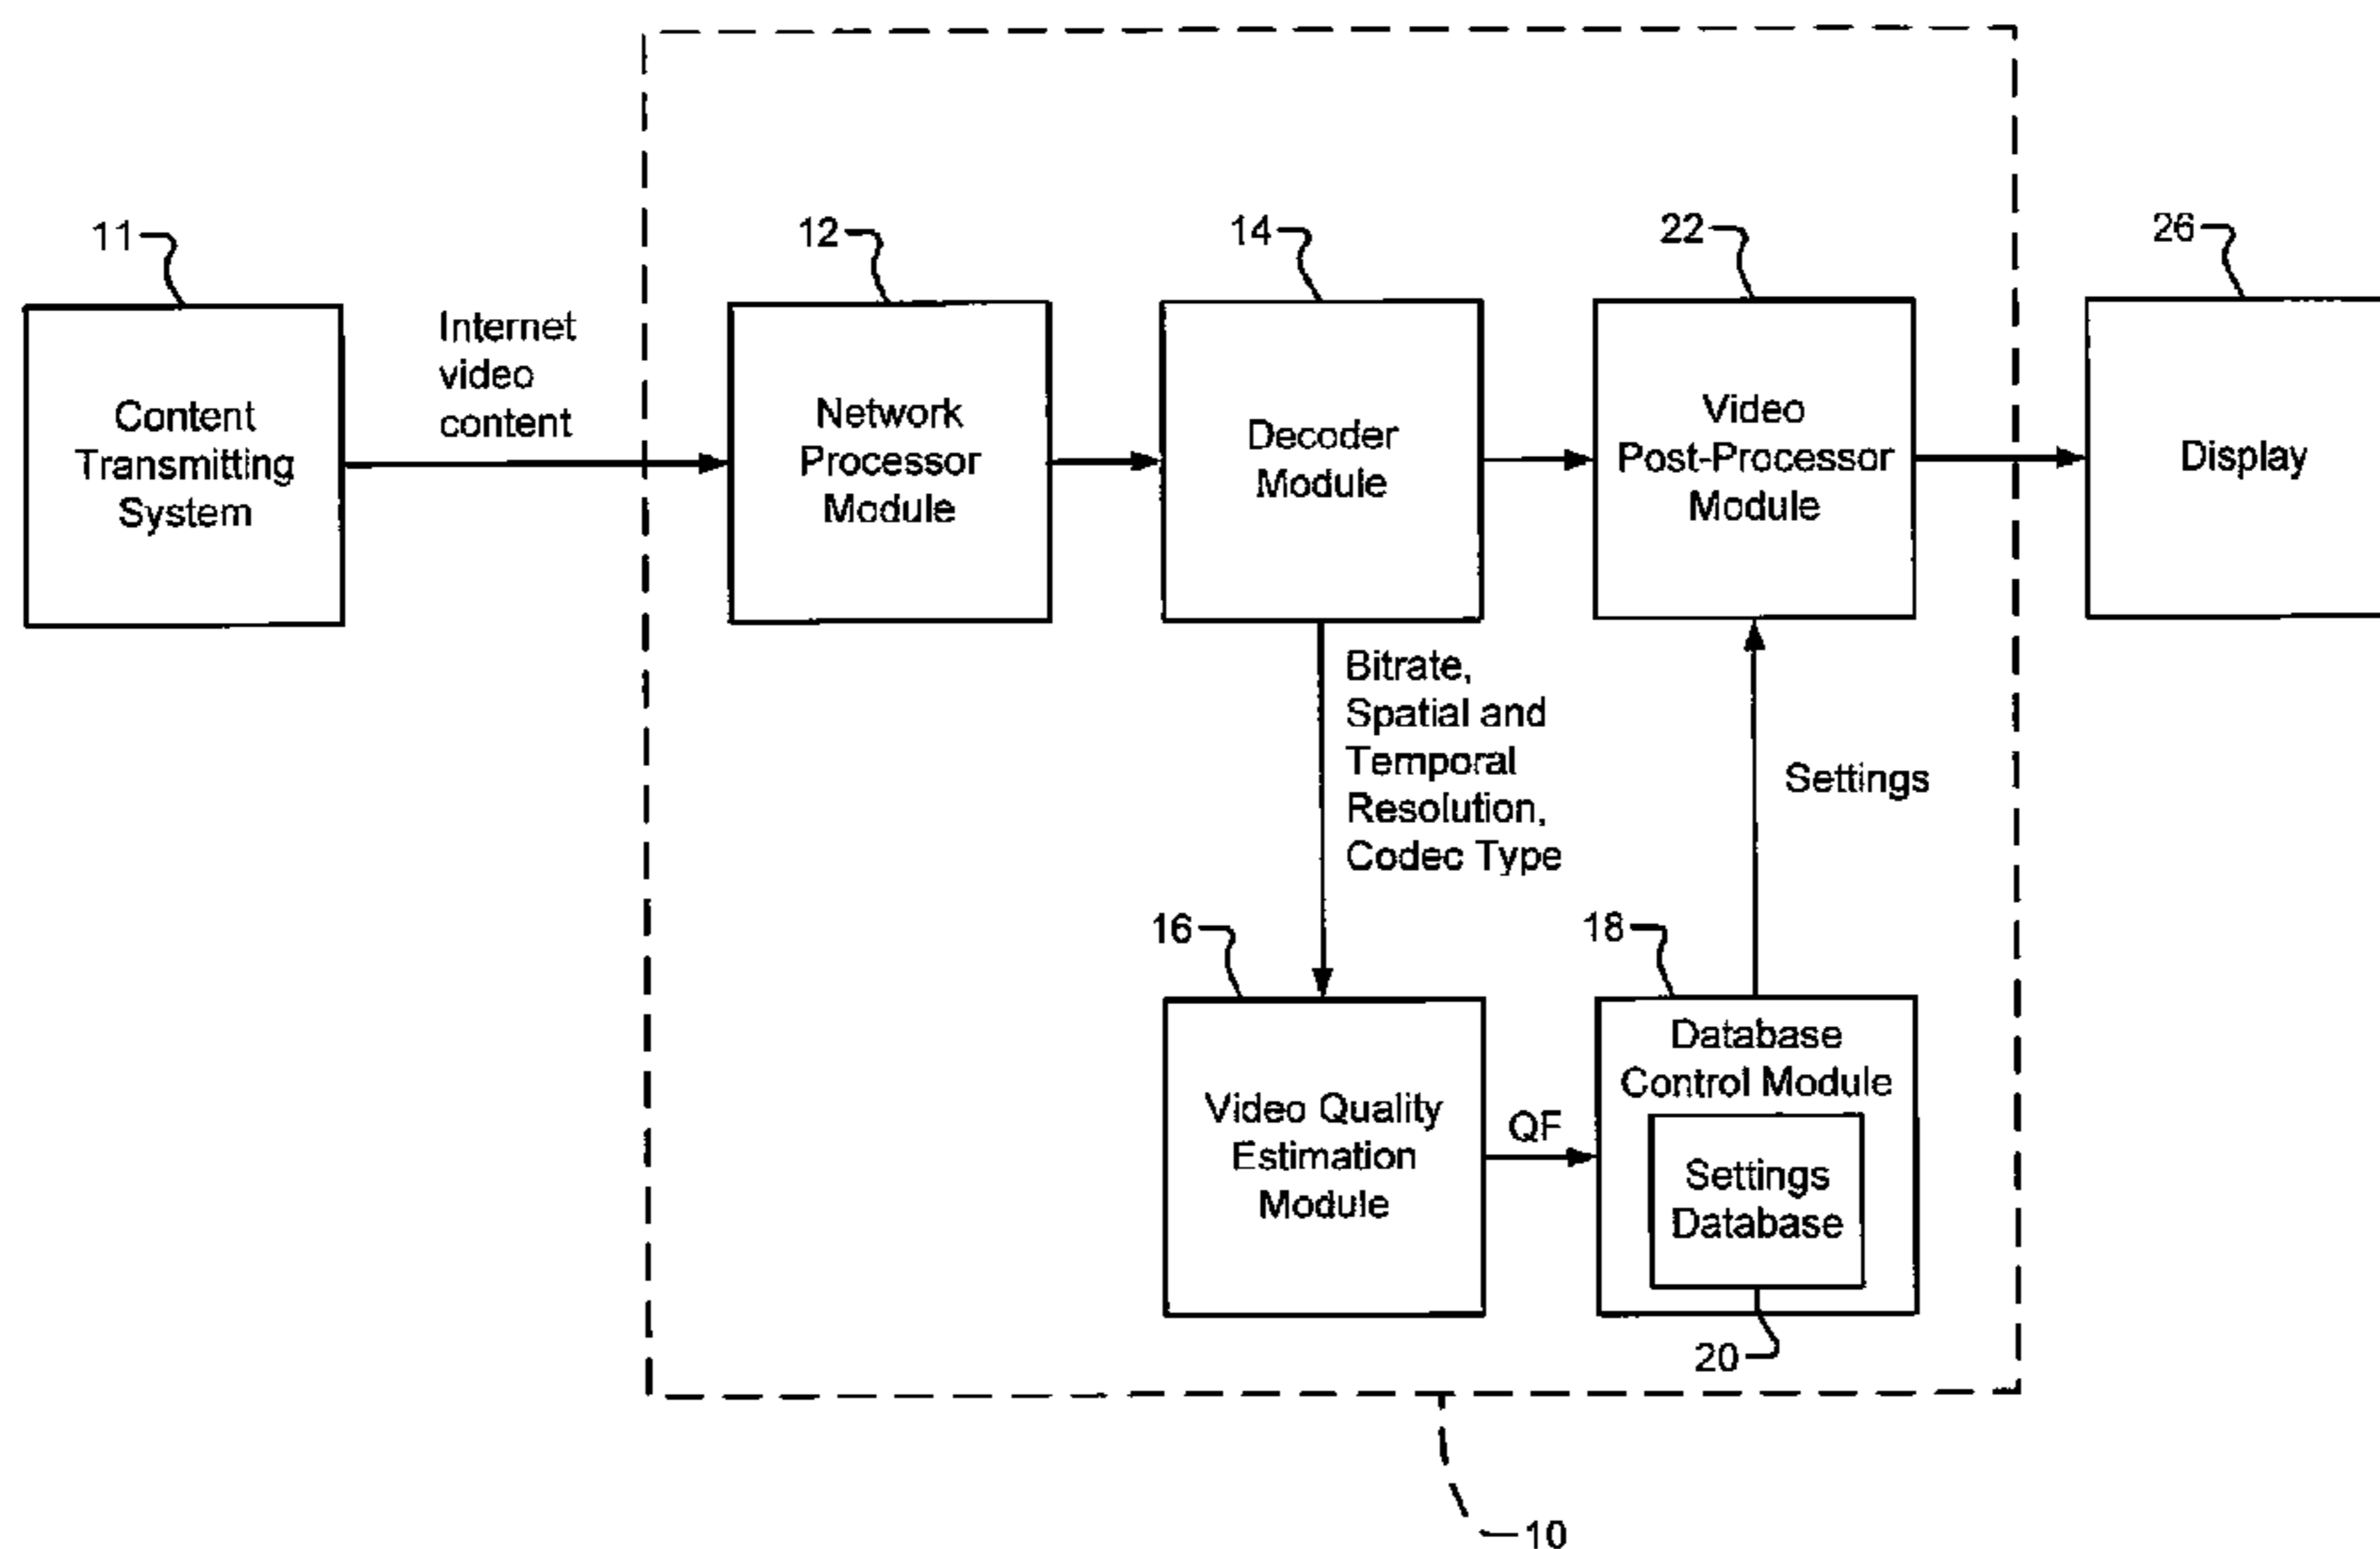 11
12
14
22
26
Internet
video
content
Content
Transmitting
System
Network
Processor
Module
Decoder
Module
Video
Post-Processor
Module
Display
Bitrate,
Spatial and
Temporal
Resolution,
Codec Type
Settings
16
18
Video Quality
Estimation
Module
QF
Database
Control Module
Settings
Database
20
10